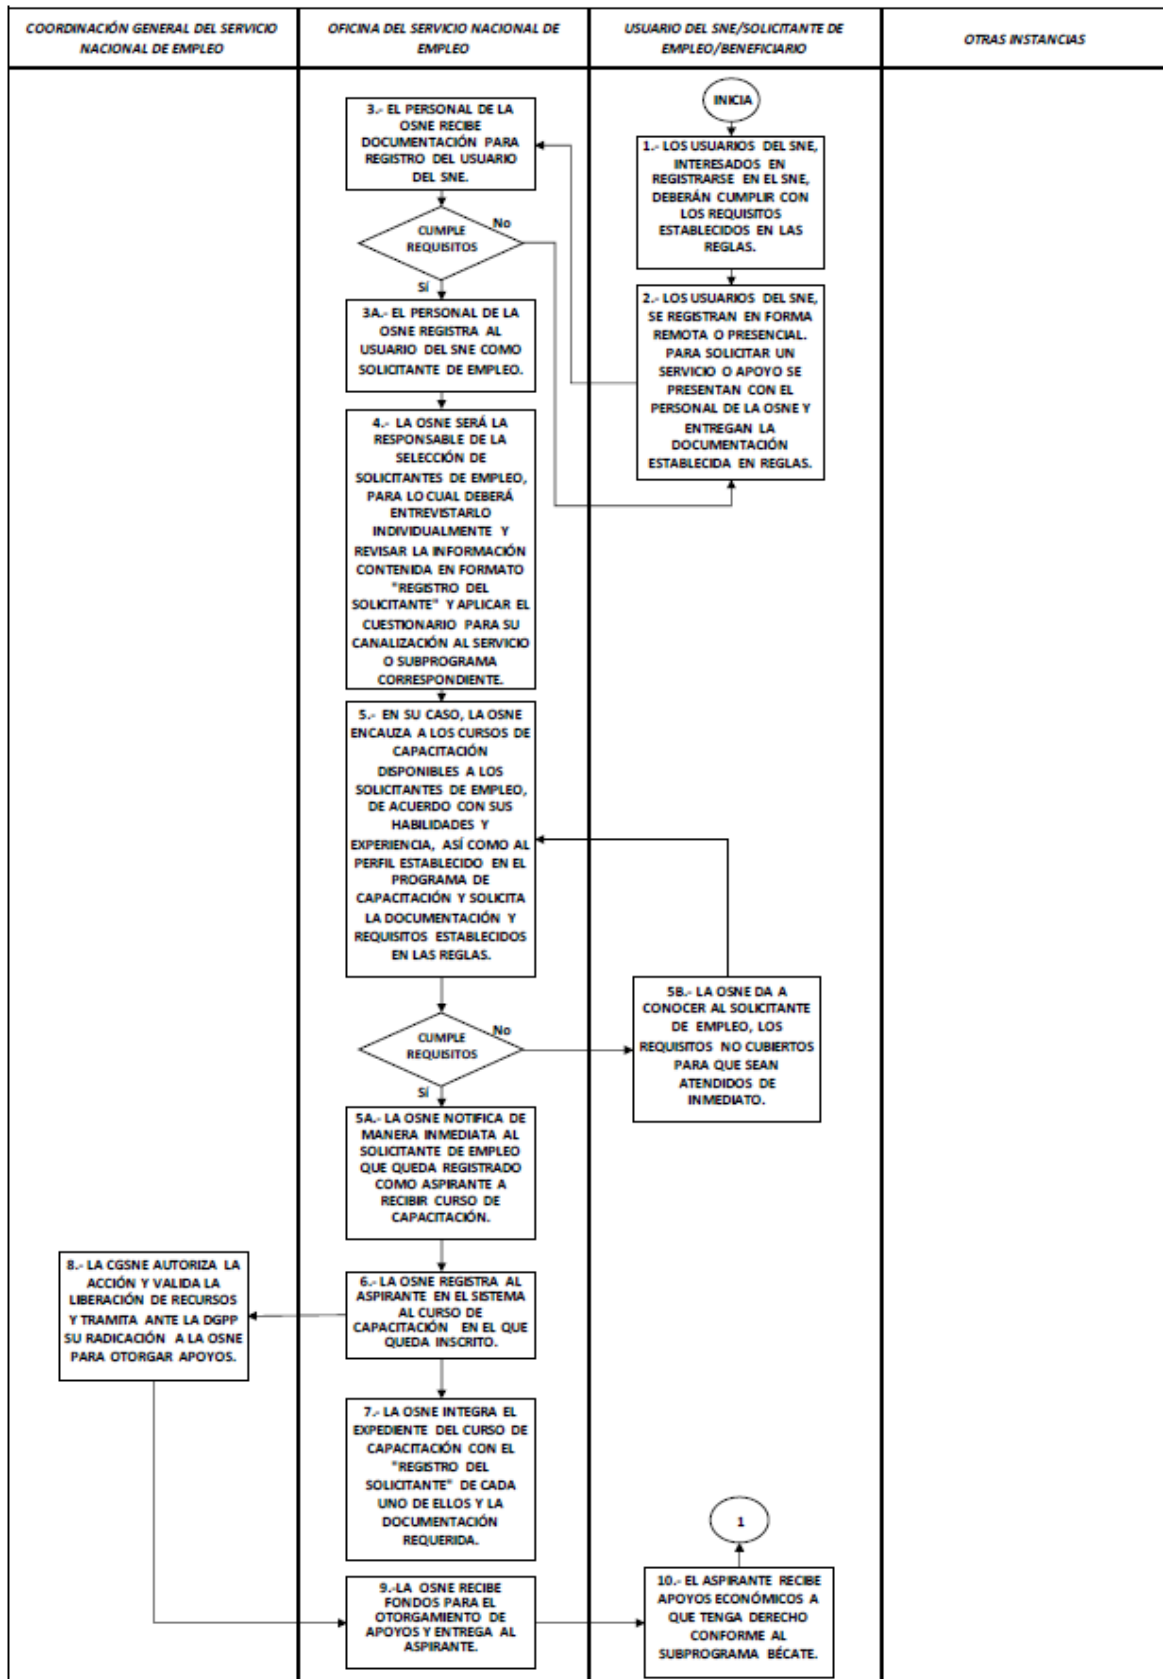 COORDINACIÓN GENERAL DEL SERVICIO
NACIONAL DE EMPLEO
OFICINA DEL SERVICIO NACIONAL DE
EMPLEO
USUARIO DEL SNE/SOLICITANTE DE
EMPLEO/BENEFICIARIO
OTRAS INSTANCIAS
INICIA
1.- LOS USUARIOS DEL SNE,
INTERESADOS EN
REGISTRARSE EN EL SNE,
DEBERÁN CUMPLIR CON
LOS REQUISITOS
ESTABLECIDOS EN LAS
REGLAS.
2.- LOS USUARIOS DEL SNE,
SE REGISTRAN EN FORMA
REMOTA O PRESENCIAL.
PARA SOLICITAR UN
SERVICIO O APOYO SE
PRESENTAN CON EL
PERSONAL DE LA OSNE Y
ENTREGAN LA
DOCUMENTACIÓN
ESTABLECIDA EN REGLAS.
3.- EL PERSONAL DE LA
OSNE RECIBE
DOCUMENTACIÓN PARA
REGISTRO DEL USUARIO
DEL SNE.
CUMPLE
REQUISITOS
No
Sí
3A.- EL PERSONAL DE LA
OSNE REGISTRA AL
USUARIO DEL SNE COMO
SOLICITANTE DE EMPLEO.
4.- LA OSNE SERÁ LA
RESPONSABLE DE LA
SELECCIÓN DE
SOLICITANTES DE EMPLEO,
PARA LO CUAL DEBERÁ
ENTREVISTARLO
INDIVIDUALMENTE Y
REVISAR LA INFORMACIÓN
CONTENIDA EN FORMATO
"REGISTRO DEL
SOLICITANTE" Y APLICAR EL
CUESTIONARIO PARA SU
CANALIZACIÓN AL SERVICIO
O SUBPROGRAMA
CORRESPONDIENTE.
5.- EN SU CASO, LA OSNE
ENCAUZA A LOS CURSOS DE
CAPACITACIÓN
DISPONIBLES A LOS
SOLICITANTES DE EMPLEO,
DE ACUERDO CON SUS
HABILIDADES Y
EXPERIENCIA, ASÍ COMO AL
PERFIL ESTABLECIDO EN EL
PROGRAMA DE
CAPACITACIÓN Y SOLICITA
LA DOCUMENTACIÓN Y
REQUISITOS ESTABLECIDOS
EN LAS REGLAS.
CUMPLE
REQUISITOS
No
Sí
5B.- LA OSNE DA A
CONOCER AL SOLICITANTE
DE EMPLEO, LOS
REQUISITOS NO CUBIERTOS
PARA QUE SEAN
ATENDIDOS DE
INMEDIATO.
5A.- LA OSNE NOTIFICA DE
MANERA INMEDIATA AL
SOLICITANTE DE EMPLEO
QUE QUEDA REGISTRADO
COMO ASPIRANTE A
RECIBIR CURSO DE
CAPACITACIÓN.
6.- LA OSNE REGISTRA AL
ASPIRANTE EN EL SISTEMA
AL CURSO DE
CAPACITACIÓN EN EL QUE
QUEDA INSCRITO.
8.- LA CGSNE AUTORIZA LA
ACCIÓN Y VALIDA LA
LIBERACIÓN DE RECURSOS
Y TRAMITA ANTE LA DGPP
SU RADICACIÓN A LA OSNE
PARA OTORGAR APOYOS.
7.- LA OSNE INTEGRA EL
EXPEDIENTE DEL CURSO DE
CAPACITACIÓN CON EL
"REGISTRO DEL
SOLICITANTE" DE CADA
UNO DE ELLOS Y LA
DOCUMENTACIÓN
REQUERIDA.
9.-LA OSNE RECIBE
FONDOS PARA EL
OTORGAMIENTO DE
APOYOS Y ENTREGA AL
ASPIRANTE.
10.- EL ASPIRANTE RECIBE
APOYOS ECONÓMICOS A
QUE TENGA DERECHO
CONFORME AL
SUBPROGRAMA BÉCATE.
1